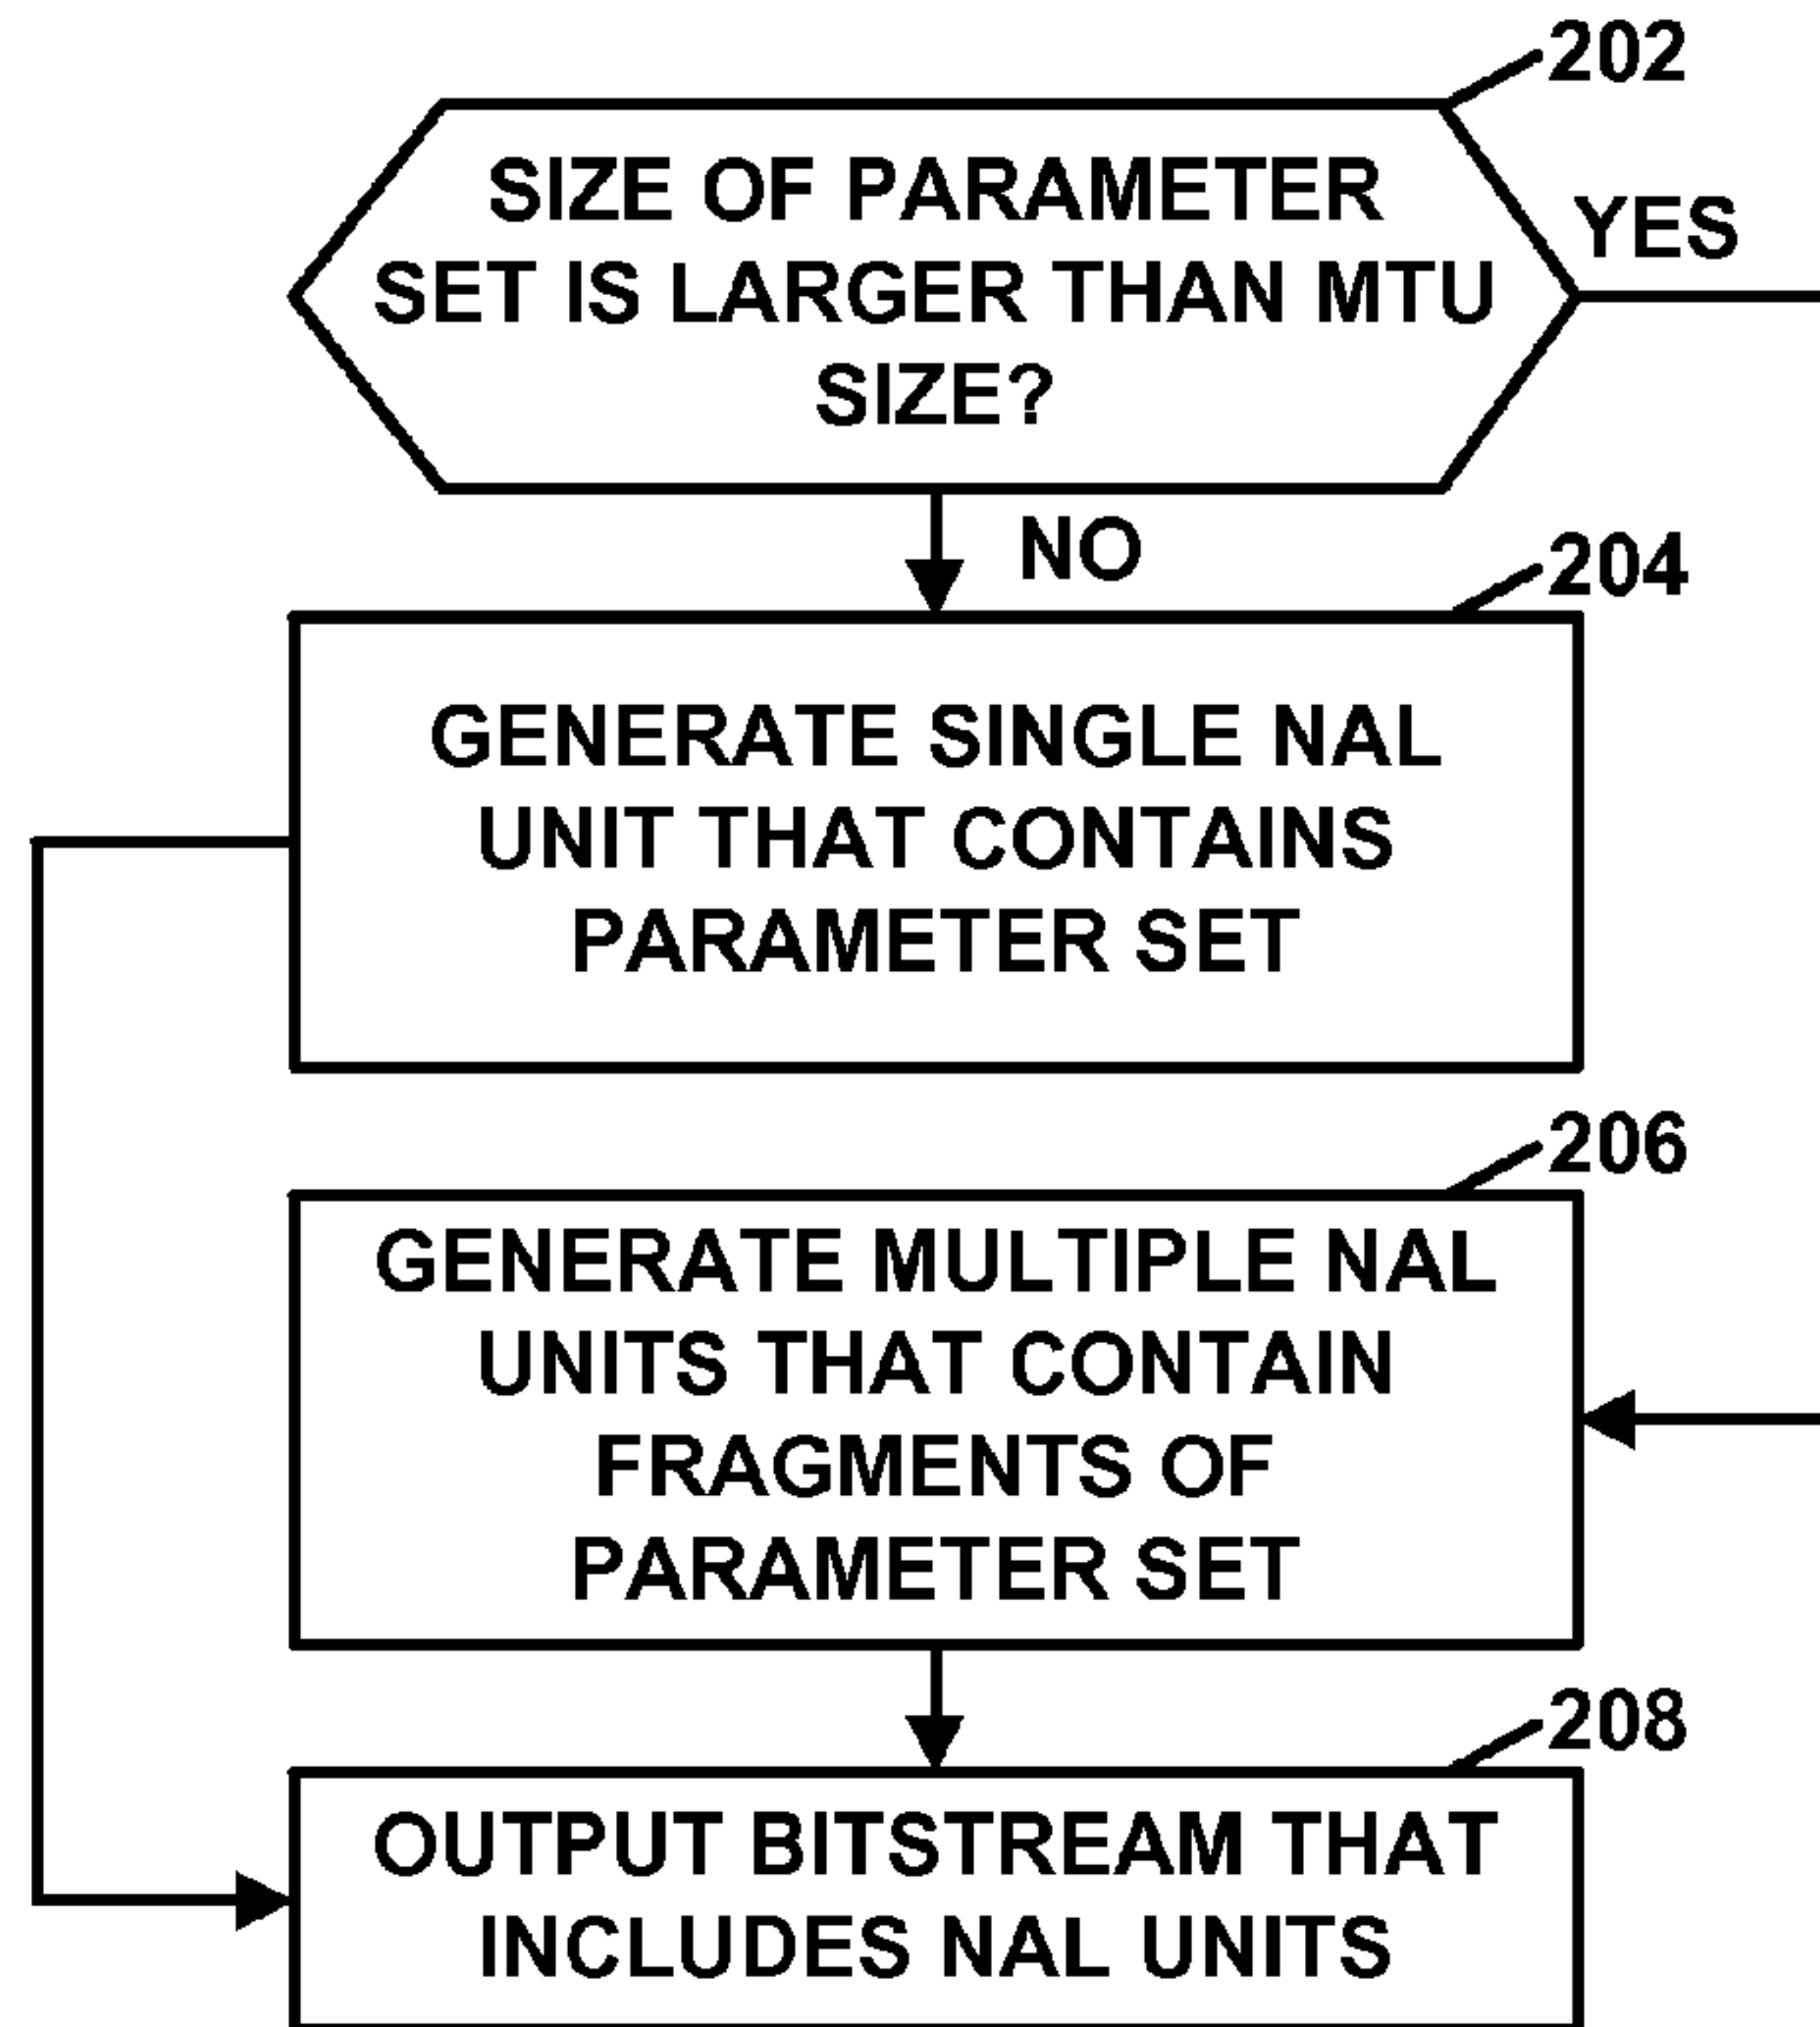 202
SIZE OF PARAMETER
SET IS LARGER THAN MTU
SIZE?
YES
NO
204
GENERATE SINGLE NAL
UNIT THAT CONTAINS
PARAMETER SET
206
GENERATE MULTIPLE NAL
UNITS THAT CONTAIN
FRAGMENTS OF
PARAMETER SET
208
OUTPUT BITSTREAM THAT
INCLUDES NAL UNITS